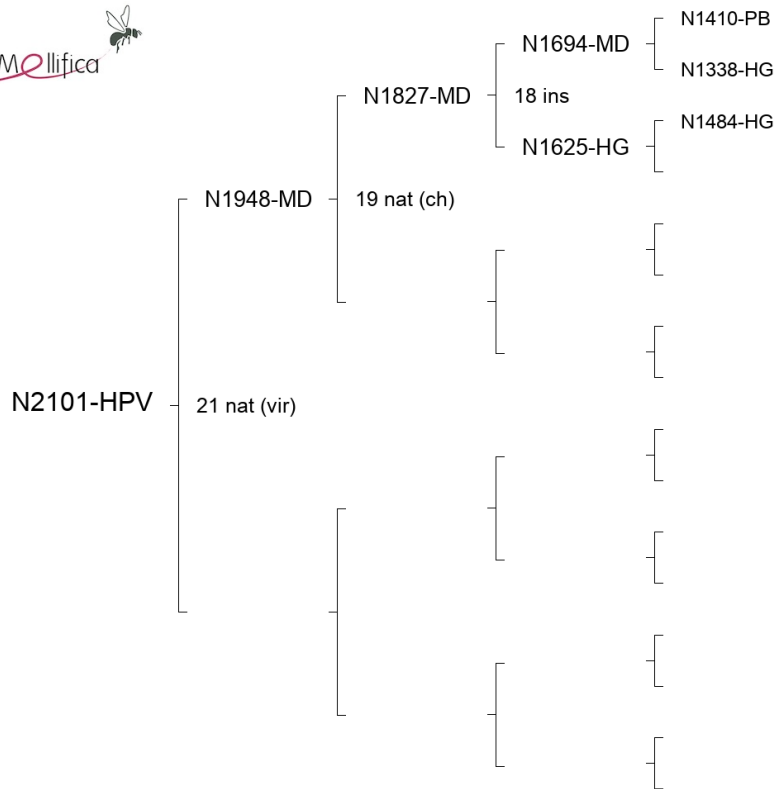 Mellifica
N1410-PB
N1694-MD
N1338-HG
N1827-MD
18 ins
N1484-HG
N1625-HG
N1948-MD
19 nat (ch)
N2101-HPV
21 nat (vir)